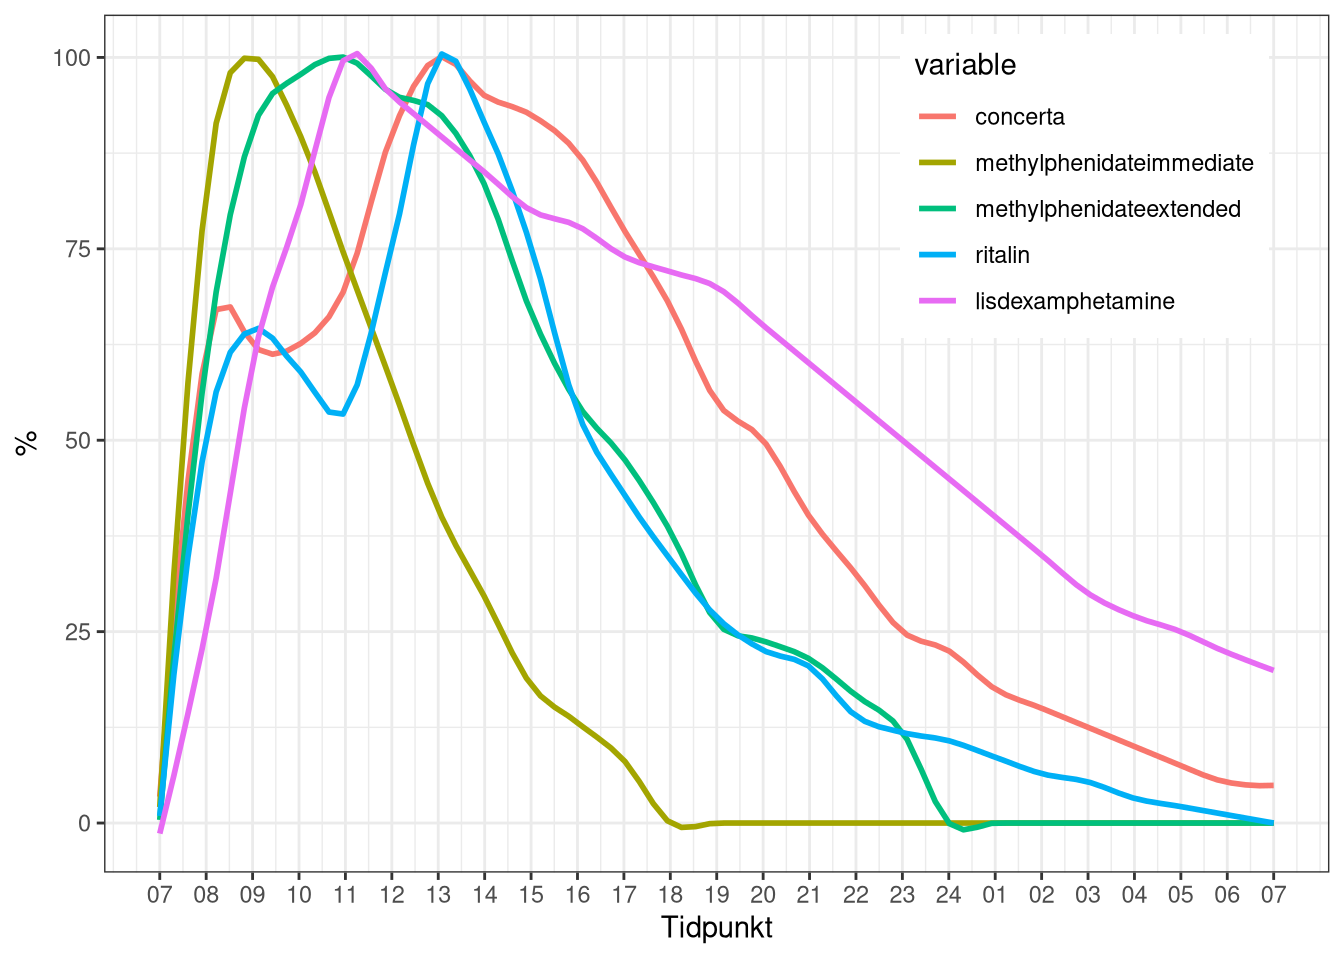 variable
concerta
methylphenidateimmediate
methylphenidateextended
ritalin
lisdexamphetamine
100
75
50
25
0
%
07 08 09 10 11 12 13 14 15 16 17 18 19 20 21 22 23 24 01 02 03 04 05 06 07
Tidpunkt